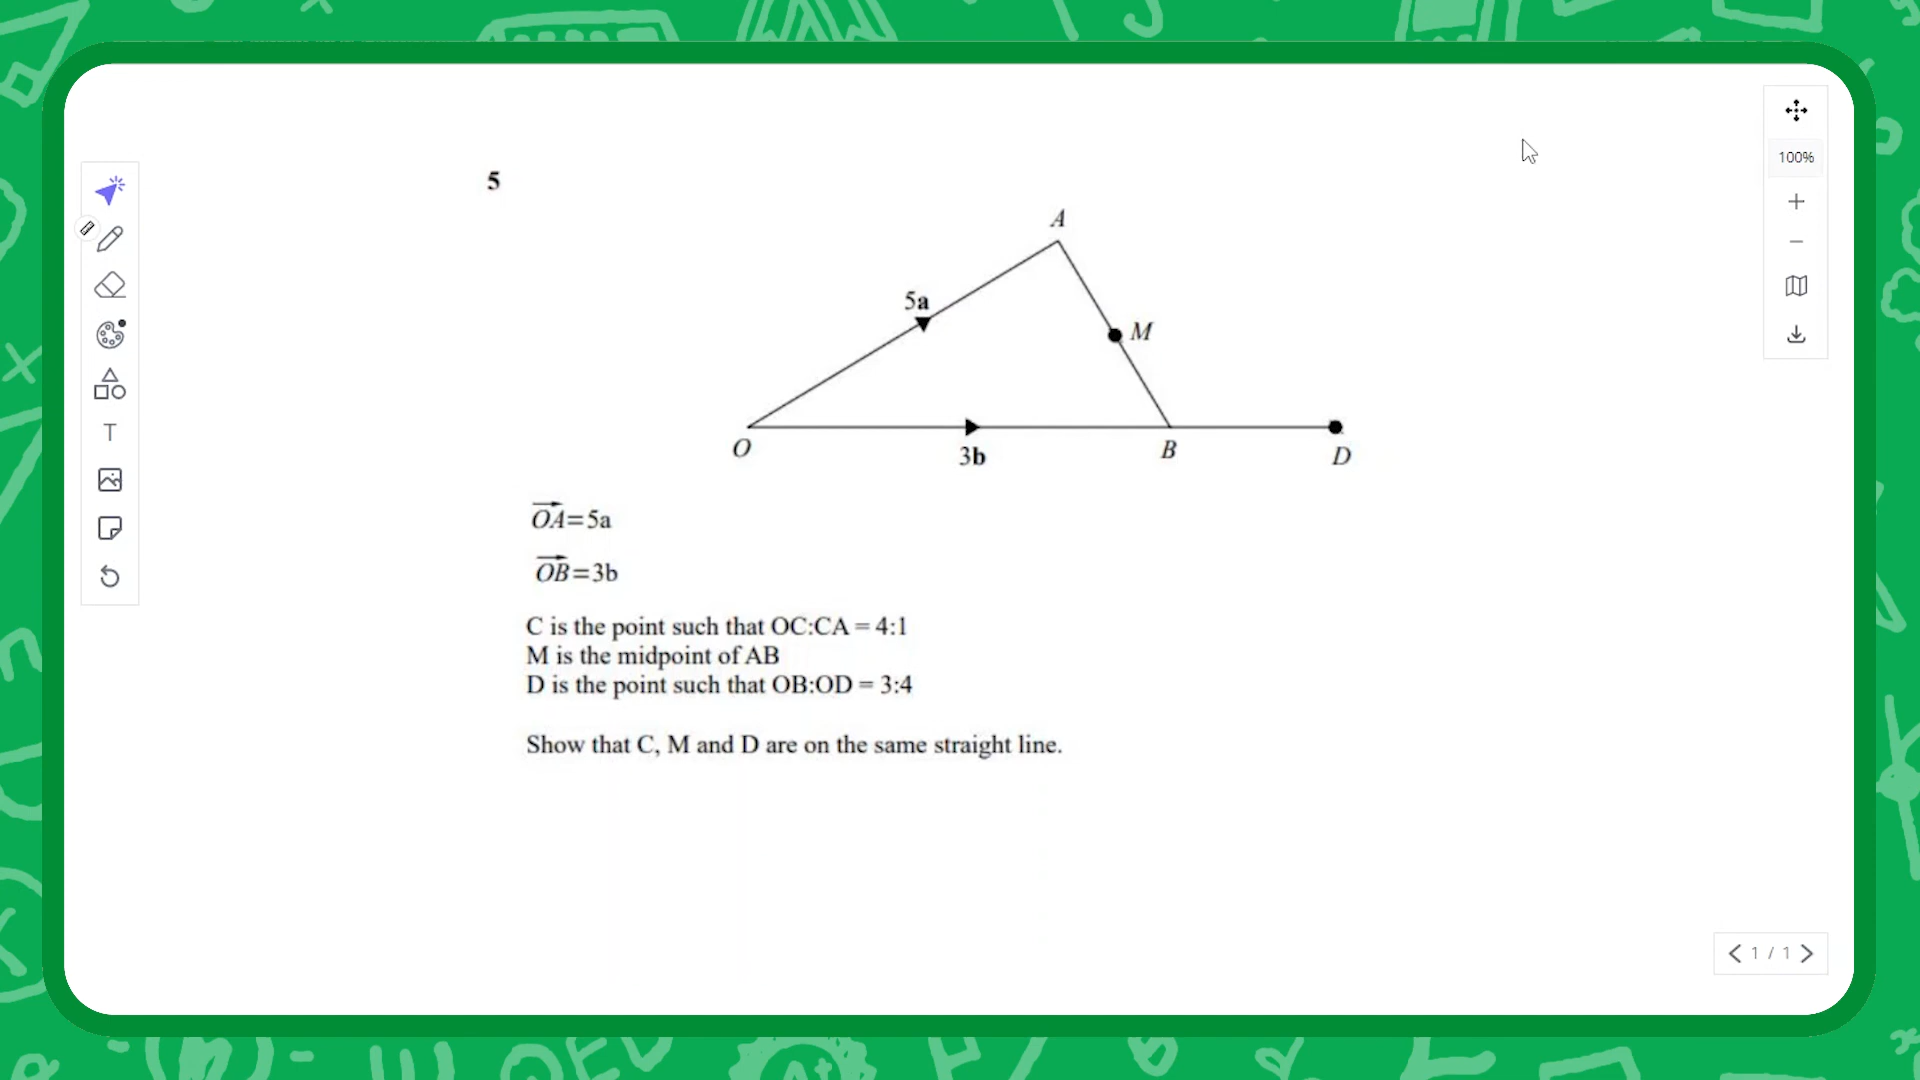 100%
5
A
5a
M
O
3b
B
D
OA=5a
OB=3b
C is the point such that OC:CA = 4:1
M is the midpoint of AB
D is the point such that OB:OD = 3:4
Show that C, M and D are on the same straight line.
T
1 / 1